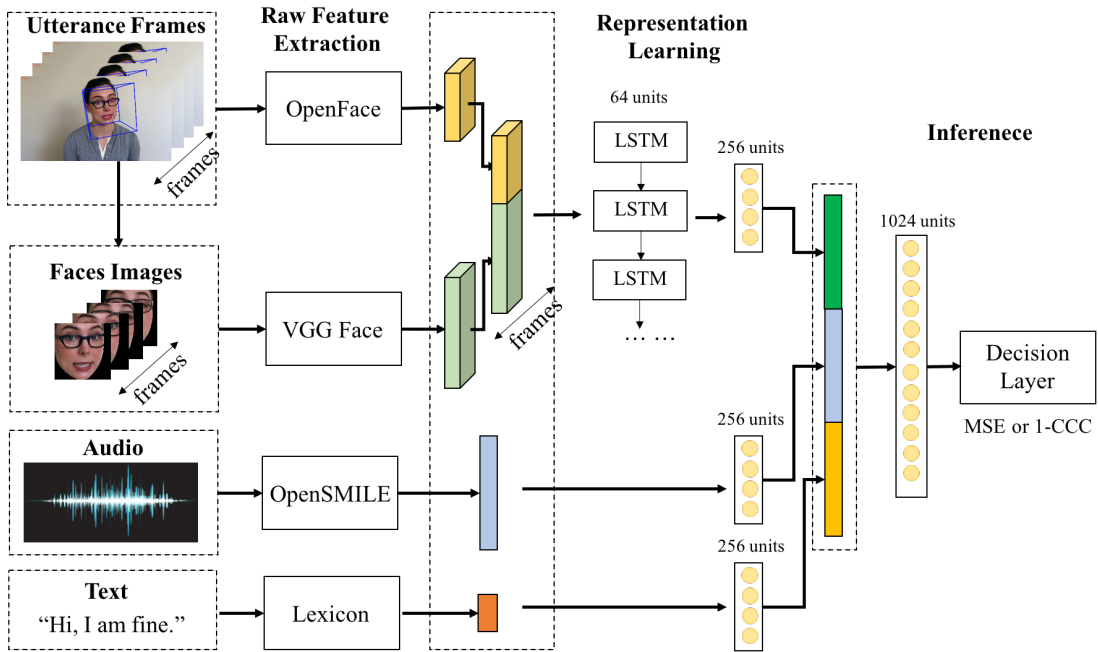 Utterance Frames
Raw Feature
Extraction
Representation
Learning
Inferenece
frames
OpenFace
64 units
LSTM
LSTM
LSTM
... ...
256 units
1024 units
Faces Images
frames
VGG Face
frames
Decision
Layer
MSE or 1-CCC
Audio
OpenSMILE
256 units
Text
“Hi, I am fine.”
Lexicon
256 units